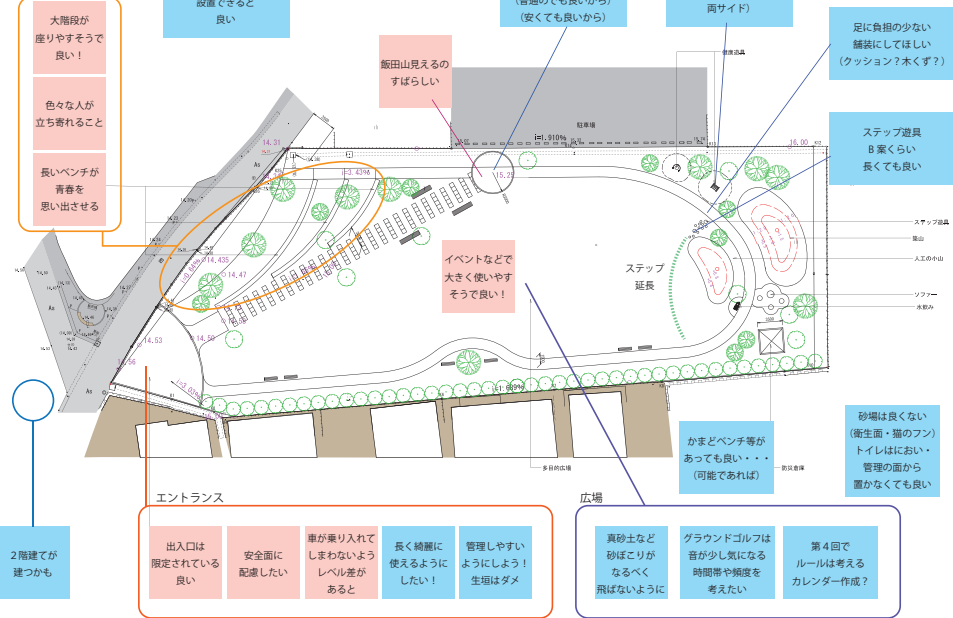 設置できると
良い
(普通のでも良いから)
(安くても良いから)
両サイド)
大階段が
座りやすそうで
良い！
色々な人が
立ち寄れること
長いベンチが
青春を
思い出させる
飯田山見えるの
すばらしい
足に負担の少ない
舗装にしてほしい
(クッション？木くず？)
ステップ遊具
B 案くらい
長くても良い
健康遊具
駐車場
i=1.910%
14.31
i=3.43%
15.25
16.00
As
14.435
14.47
14.50
14.53
14.56
i=3.03%
As
As
イベントなどで
大きく使いやす
そうで良い！
ステップ
延長
ステップ遊具
築山
人工の小山
ソファー
水飲み
かまどベンチ等が
あっても良い・・・
(可能であれば)
砂場は良くない
(衛生面・猫のフン)
トイレはにおい・
管理の面から
置かなくても良い
多目的広場
防災倉庫
２階建てが
建つかも
エントランス
出入口は
限定されている
良い
安全面に
配慮したい
車が乗り入れて
しまわないよう
レベル差が
あると
長く綺麗に
使えるように
したい！
管理しやすい
ようにしよう！
生垣はダメ
広場
真砂土など
砂ぼこりが
なるべく
飛ばないように
グラウンドゴルフは
音が少し気になる
時間帯や頻度を
考えたい
第４回で
ルールは考える
カレンダー作成？